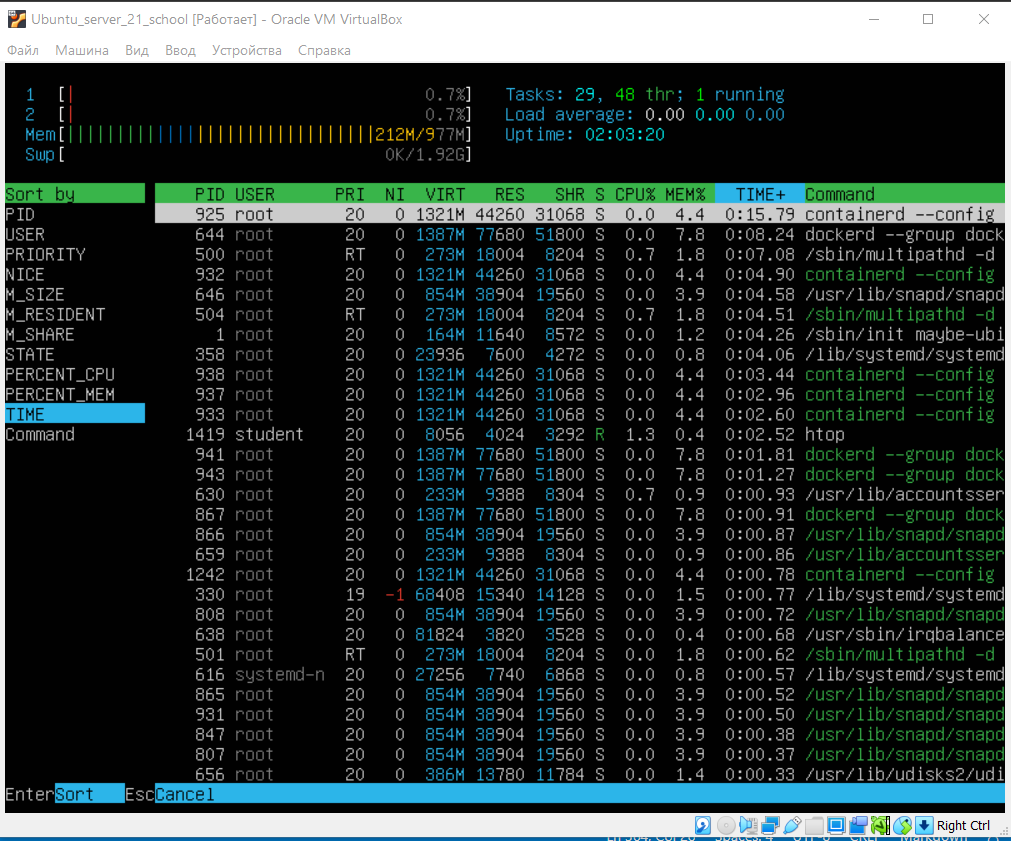 Ubuntu_server_21_school [Работает] - Oracle VM VirtualBox
Файл Машина Вид Ввод Устройства Справка
1 [| 0.7%] Tasks: 29, 48 thr; 1 running
2 [| 0.7%] Load average: 0.00 0.00 0.00
Mem[|||||||||||||||||||||||||||||||212M/977M] Uptime: 02:03:20
Swp[ 0K/1.92G]
Sort by PID USER PRI NI VIRT RES SHR S CPU% MEM% TIME+ Command
PID 925 root 20 0 1321M 44260 31068 S 0.0 4.4 0:15.79 containerd --config
USER 644 root 20 0 1387M 77680 51800 S 0.0 7.8 0:08.24 dockerd --group dock
PRIORITY 500 root RT 0 273M 18004 8204 S 0.7 1.8 0:07.08 /sbin/multipathd -d
NICE 932 root 20 0 1321M 44260 31068 S 0.0 4.4 0:04.90 containerd --config
M_SIZE 646 root 20 0 854M 38904 19560 S 0.0 3.9 0:04.58 /usr/lib/snapd/snapd
M_RESIDENT 504 root RT 0 273M 18004 8204 S 0.7 1.8 0:04.51 /sbin/multipathd -d
M_SHARE 1 root 20 0 164M 11640 8572 S 0.0 1.2 0:04.26 /sbin/init maybe-ubi
STATE 358 root 20 0 23936 7600 4272 S 0.0 0.8 0:04.06 /lib/systemd/systemd
PERCENT_CPU 938 root 20 0 1321M 44260 31068 S 0.0 4.4 0:03.44 containerd --config
PERCENT_MEM 937 root 20 0 1321M 44260 31068 S 0.0 4.4 0:02.96 containerd --config
TIME 933 root 20 0 1321M 44260 31068 S 0.0 4.4 0:02.60 containerd --config
Command 1419 student 20 0 8056 4024 3292 R 1.3 0.4 0:02.52 htop
941 root 20 0 1387M 77680 51800 S 0.0 7.8 0:01.81 dockerd --group dock
943 root 20 0 1387M 77680 51800 S 0.0 7.8 0:01.27 dockerd --group dock
630 root 20 0 233M 9388 8304 S 0.7 0.9 0:00.93 /usr/lib/accountsser
867 root 20 0 1387M 77680 51800 S 0.0 7.8 0:00.91 dockerd --group dock
866 root 20 0 854M 38904 19560 S 0.0 3.9 0:00.87 /usr/lib/snapd/snapd
659 root 20 0 233M 9388 8304 S 0.0 0.9 0:00.86 /usr/lib/accountsser
1242 root 20 0 1321M 44260 31068 S 0.0 4.4 0:00.78 containerd --config
330 root 19 -1 68408 15340 14128 S 0.0 1.5 0:00.77 /lib/systemd/systemd
808 root 20 0 854M 38904 19560 S 0.0 3.9 0:00.72 /usr/lib/snapd/snapd
638 root 20 0 81824 3820 3528 S 0.0 0.4 0:00.68 /usr/sbin/irqbalance
501 root RT 0 273M 18004 8204 S 0.0 1.8 0:00.62 /sbin/multipathd -d
616 systemd-n 20 0 27256 7740 6868 S 0.0 0.8 0:00.57 /lib/systemd/systemd
865 root 20 0 854M 38904 19560 S 0.0 3.9 0:00.52 /usr/lib/snapd/snapd
931 root 20 0 854M 38904 19560 S 0.0 3.9 0:00.50 /usr/lib/snapd/snapd
847 root 20 0 854M 38904 19560 S 0.0 3.9 0:00.38 /usr/lib/snapd/snapd
807 root 20 0 854M 38904 19560 S 0.0 3.9 0:00.37 /usr/lib/snapd/snapd
656 root 20 0 386M 13780 11784 S 0.0 1.4 0:00.33 /usr/lib/udisks2/udi
EnterSort EscCancel
Right Ctrl